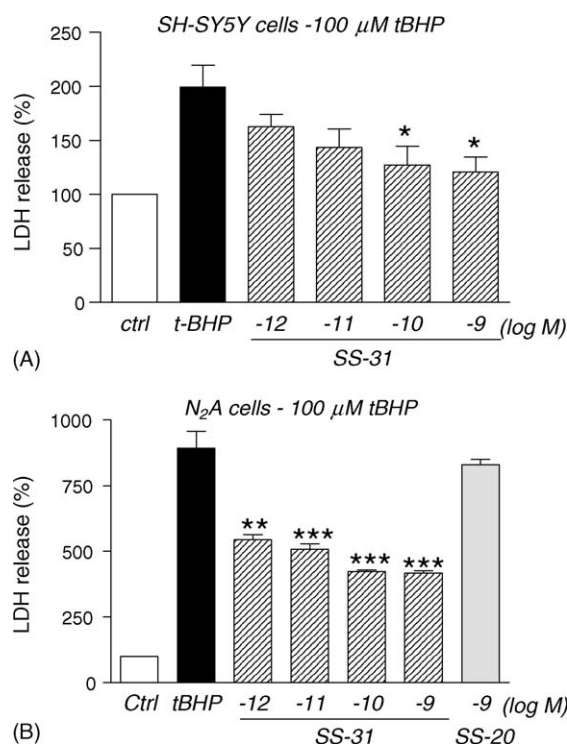 SH-SY5Y cells -100 μM tBHP
LDH release (%)
250
200
150
100
50
0
*
*
ctrl t-BHP -12 -11 -10 -9 (log M)
SS-31
(A)
N₂A cells - 100 μM tBHP
LDH release (%)
1000
750
500
250
0
**
***
***
***
Ctrl tBHP -12 -11 -10 -9 -9 (log M)
SS-31 SS-20
(B)